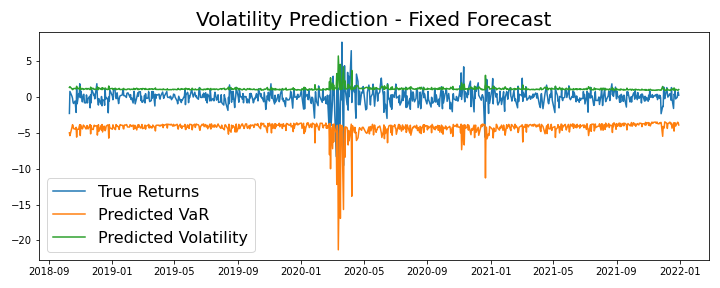 Volatility Prediction - Fixed Forecast
5
0
−5
−10
−15
−20
True Returns
Predicted VaR
Predicted Volatility
2018-09 2019-01 2019-05 2019-09 2020-01 2020-05 2020-09 2021-01 2021-05 2021-09 2022-01